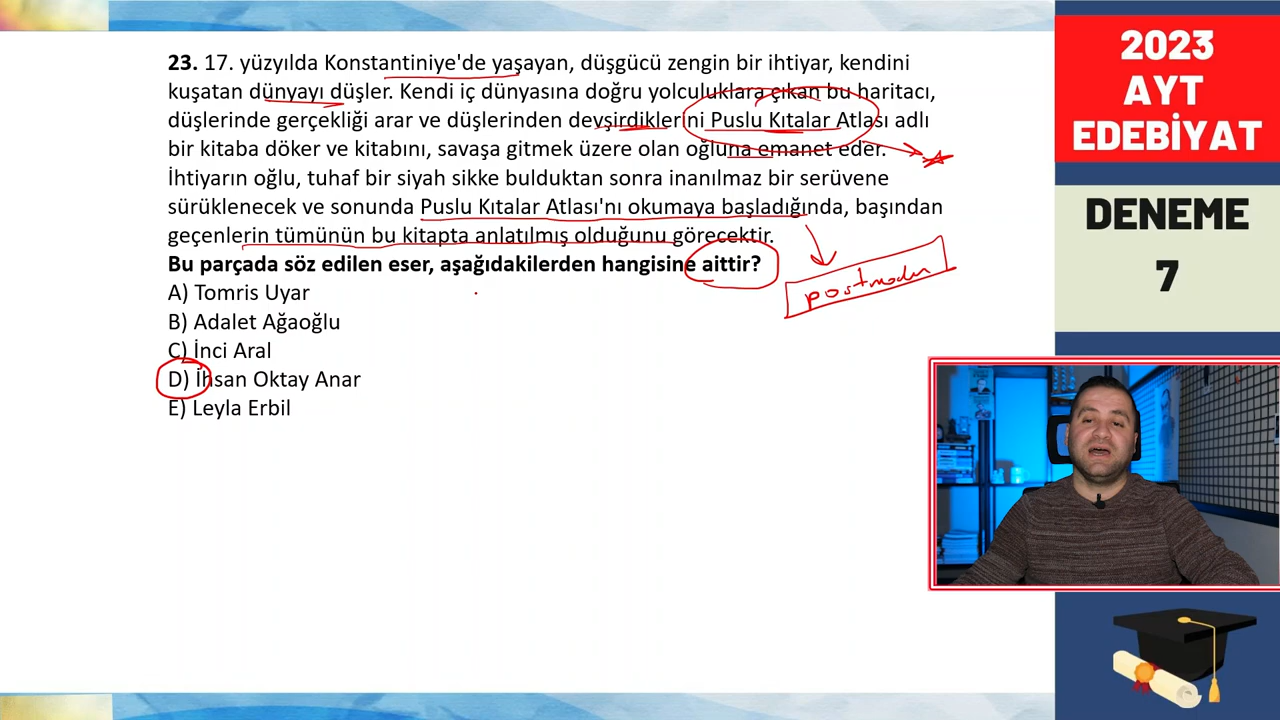 23. 17. yüzyılda Konstantiniye'de yaşayan, düşgücü zengin bir ihtiyar, kendini
kuşatan dünyayı düşler. Kendi iç dünyasına doğru yolculuklara çıkan bu haritacı,
düşlerinde gerçekliği arar ve düşlerinden devşirdiklerini Puslu Kıtalar Atlası adlı
bir kitaba döker ve kitabını, savaşa gitmek üzere olan oğluna emanet eder.
İhtiyarın oğlu, tuhaf bir siyah sikke bulduktan sonra inanılmaz bir serüvene
sürüklenecek ve sonunda Puslu Kıtalar Atlası'nı okumaya başladığında, başından
geçenlerin tümünün bu kitapta anlatılmış olduğunu görecektir.
Bu parçada söz edilen eser, aşağıdakilerden hangisine aittir?
A) Tomris Uyar
B) Adalet Ağaoğlu
C) İnci Aral
D) İhsan Oktay Anar
E) Leyla Erbil
postmodern
2023
AYT
EDEBİYAT
DENEME
7